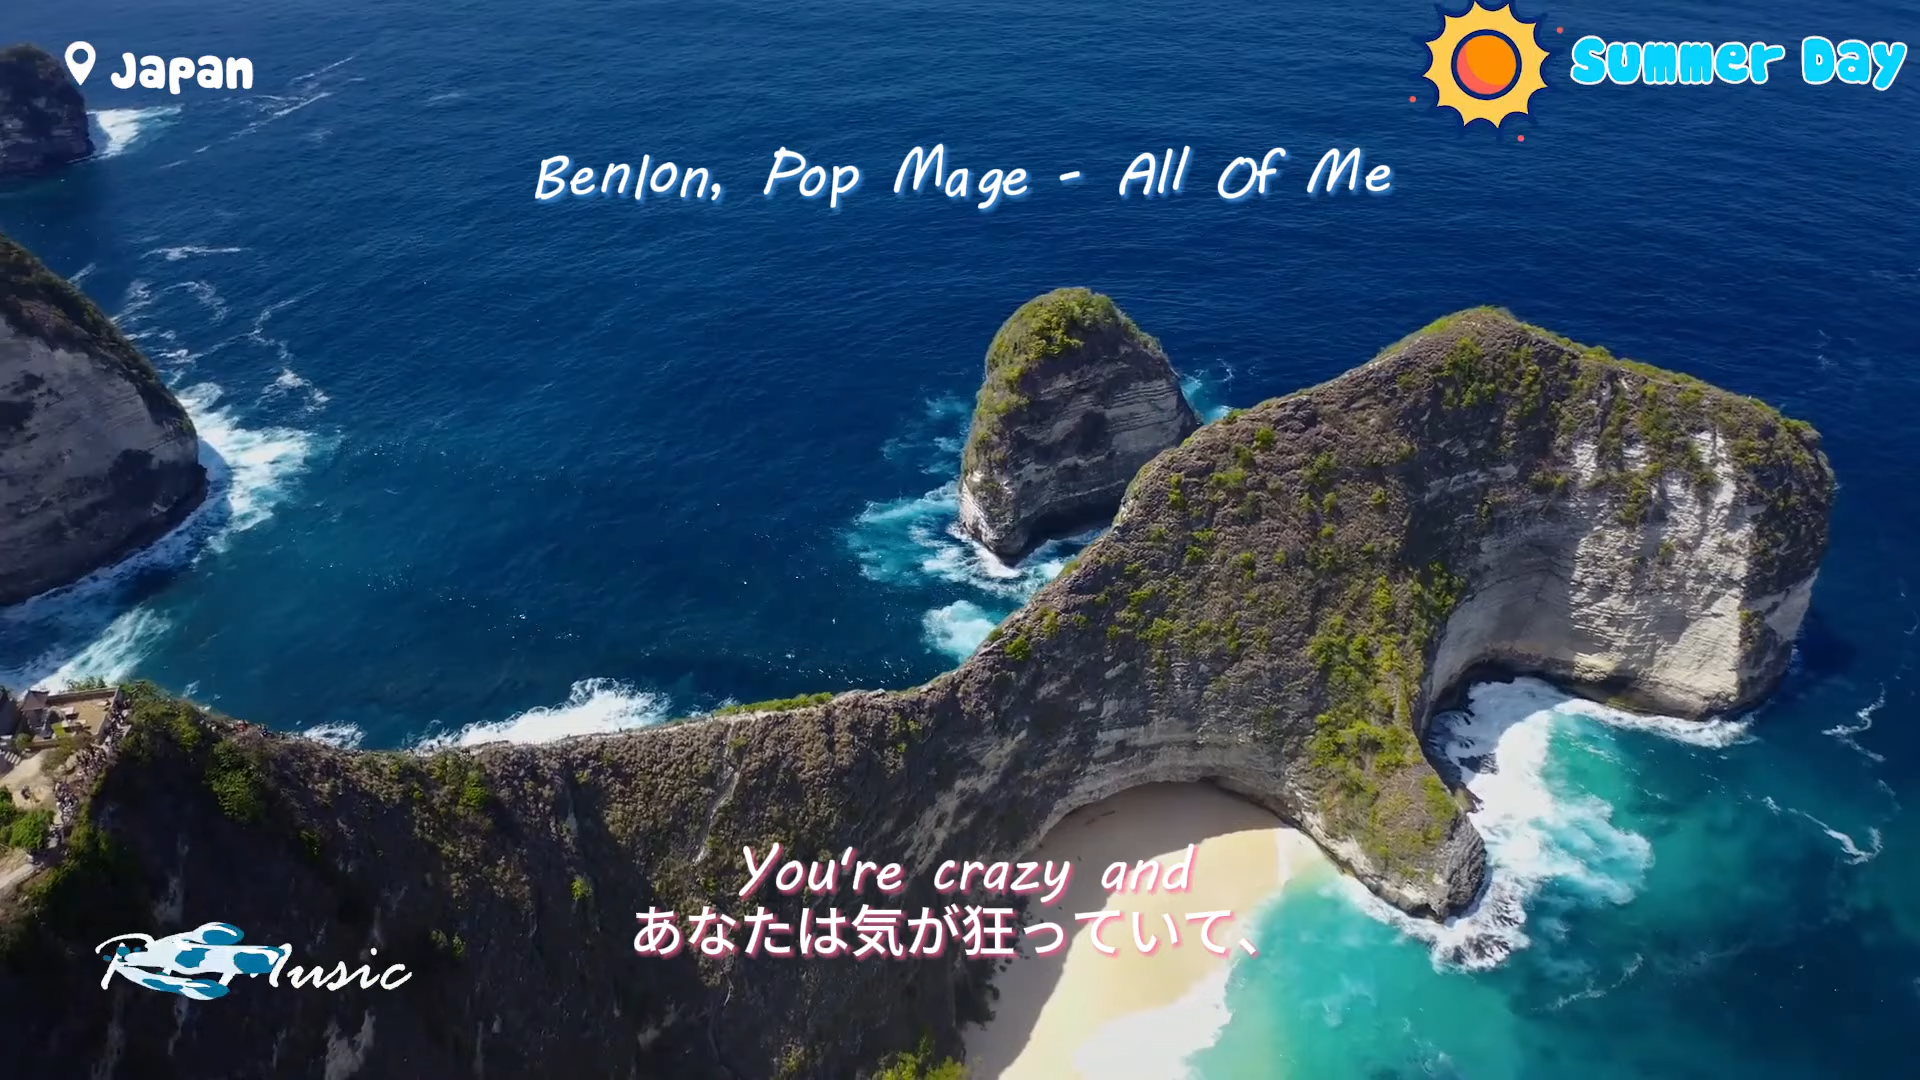 Japan
Summer Day
Benlon, Pop Mage - All Of Me
You're crazy and
あなたは気が狂っていて、
Music